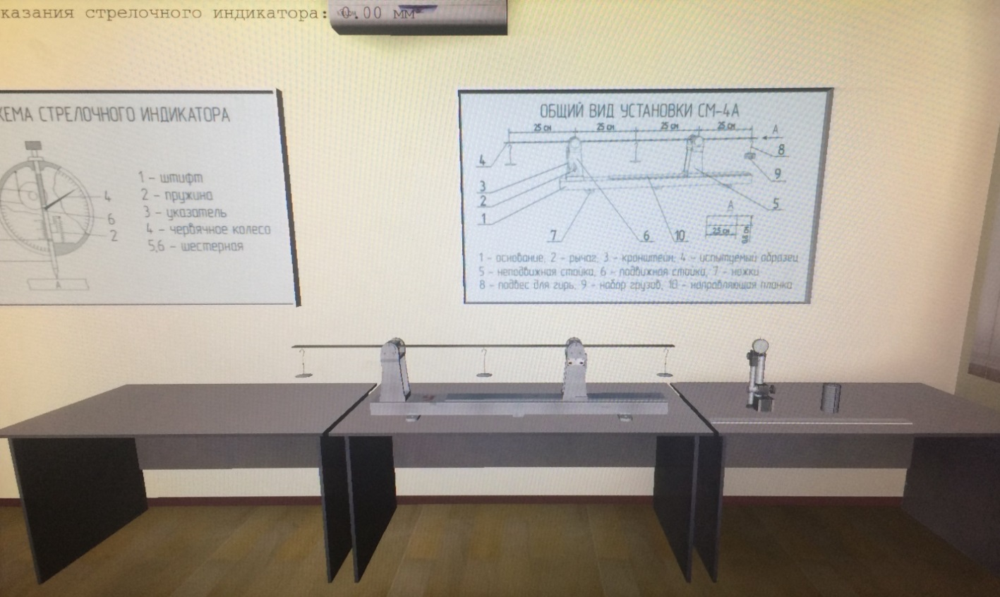 казания стрелочного индикатора: 0.00 мм
ХЕМА СТРЕЛОЧНОГО ИНДИКАТОРА
1 - штифт
2 - пружина
3 - указатель
4 - червячное колесо
5,6 - шестерная
4
6
2
А
ОБЩИЙ ВИД УСТАНОВКИ СМ-4А
25 см 25 см 25 см 25 см
А
4
8
3
9
2
1
5
А
7
6
10
25 см
1 - основание, 2 - рычаг, 3 - кронштейн, 4 - испытуемый образец
5 - неподвижная стойка, 6 - подвижная стойка, 7 - ножки
8 - подвес для гирь, 9 - набор грузов, 10 - направляющая планка